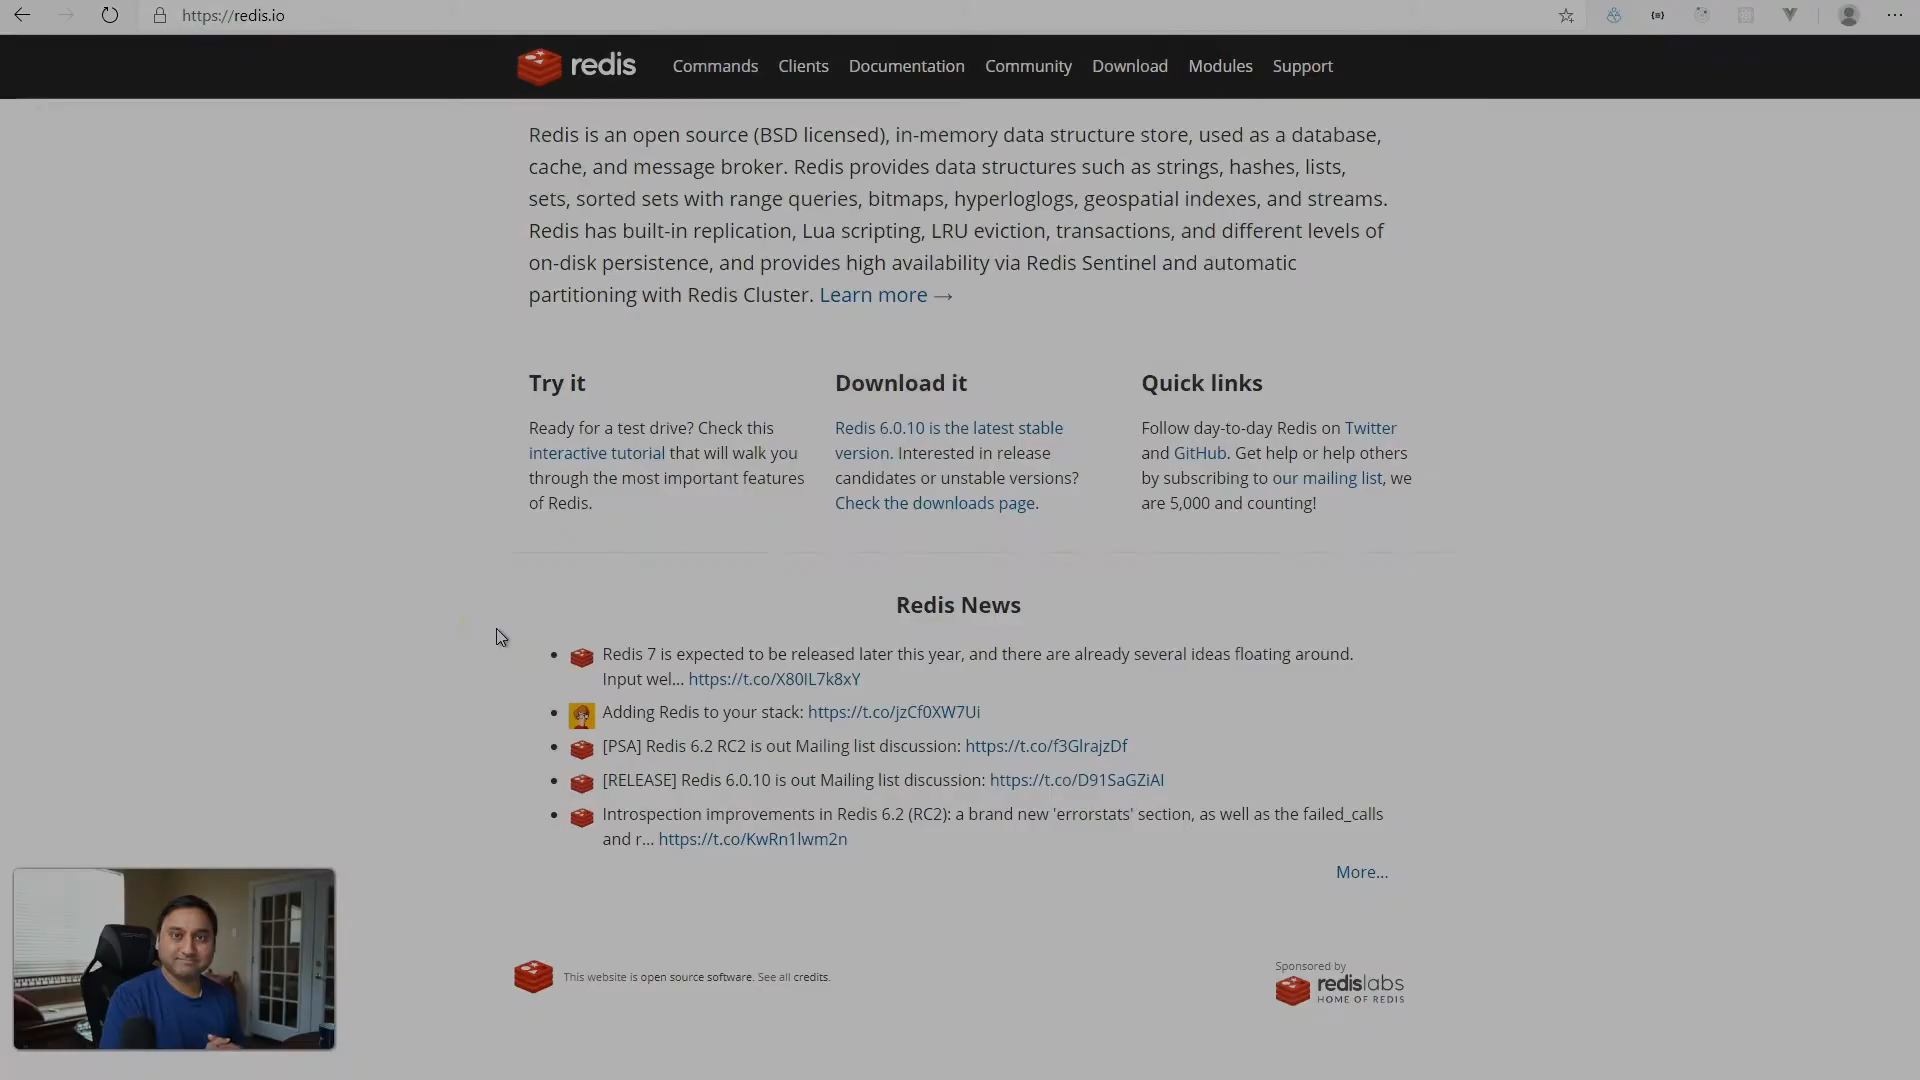 https://redis.io
redis
Commands Clients Documentation Community Download Modules Support
Redis is an open source (BSD licensed), in-memory data structure store, used as a database,
cache, and message broker. Redis provides data structures such as strings, hashes, lists,
sets, sorted sets with range queries, bitmaps, hyperloglogs, geospatial indexes, and streams.
Redis has built-in replication, Lua scripting, LRU eviction, transactions, and different levels of
on-disk persistence, and provides high availability via Redis Sentinel and automatic
partitioning with Redis Cluster. Learn more →
Try it
Ready for a test drive? Check this
interactive tutorial that will walk you
through the most important features
of Redis.
Download it
Redis 6.0.10 is the latest stable
version. Interested in release
candidates or unstable versions?
Check the downloads page.
Quick links
Follow day-to-day Redis on Twitter
and GitHub. Get help or help others
by subscribing to our mailing list, we
are 5,000 and counting!
Redis News
Redis 7 is expected to be released later this year, and there are already several ideas floating around.
Input wel... https://t.co/X80IL7k8xY
Adding Redis to your stack: https://t.co/jzCf0XW7Ui
[PSA] Redis 6.2 RC2 is out Mailing list discussion: https://t.co/f3GlrajzDf
[RELEASE] Redis 6.0.10 is out Mailing list discussion: https://t.co/D91SaGZiAI
Introspection improvements in Redis 6.2 (RC2): a brand new 'errorstats' section, as well as the failed_calls
and r... https://t.co/KwRn1lwm2n
More...
This website is open source software. See all credits.
Sponsored by
redislabs
HOME OF REDIS